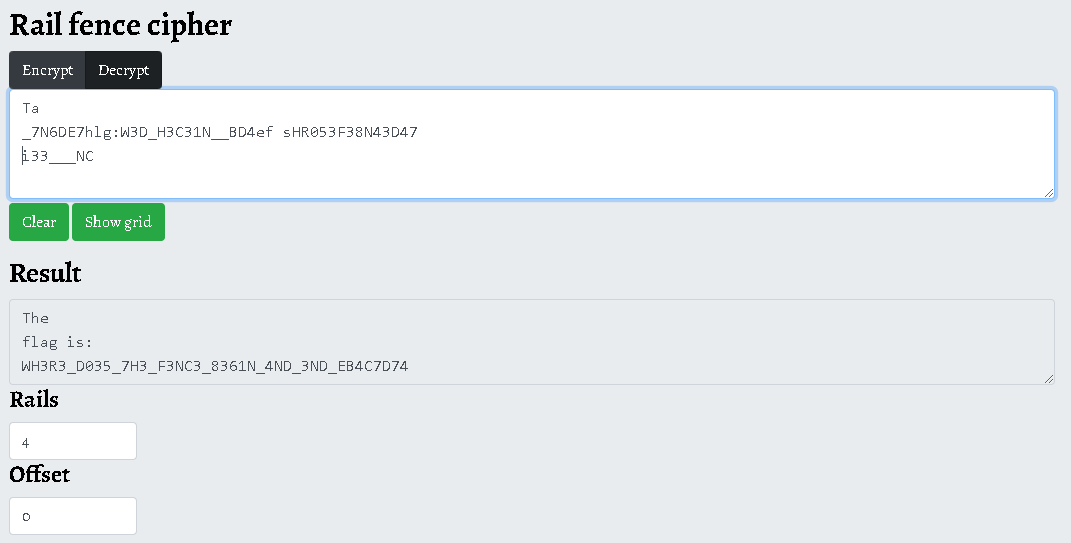 Rail fence cipher
Encrypt Decrypt
Ta
_7N6DE7hlg:W3D_H3C31N__BD4ef sHR053F38N43D47
i33___NC
Clear Show grid
Result
The
flag is:
WH3R3_D035_7H3_F3NC3_8361N_4ND_3ND_EB4C7D74
Rails
4
Offset
0